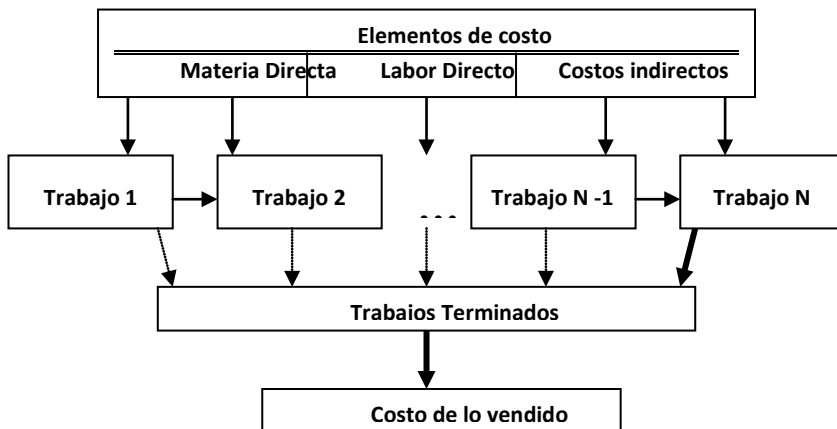 Elementos de costo
Materia Directa Labor Directo Costos indirectos
Trabajo 1 Trabajo 2 ... Trabajo N -1 Trabajo N
Trabaios Terminados
Costo de lo vendido